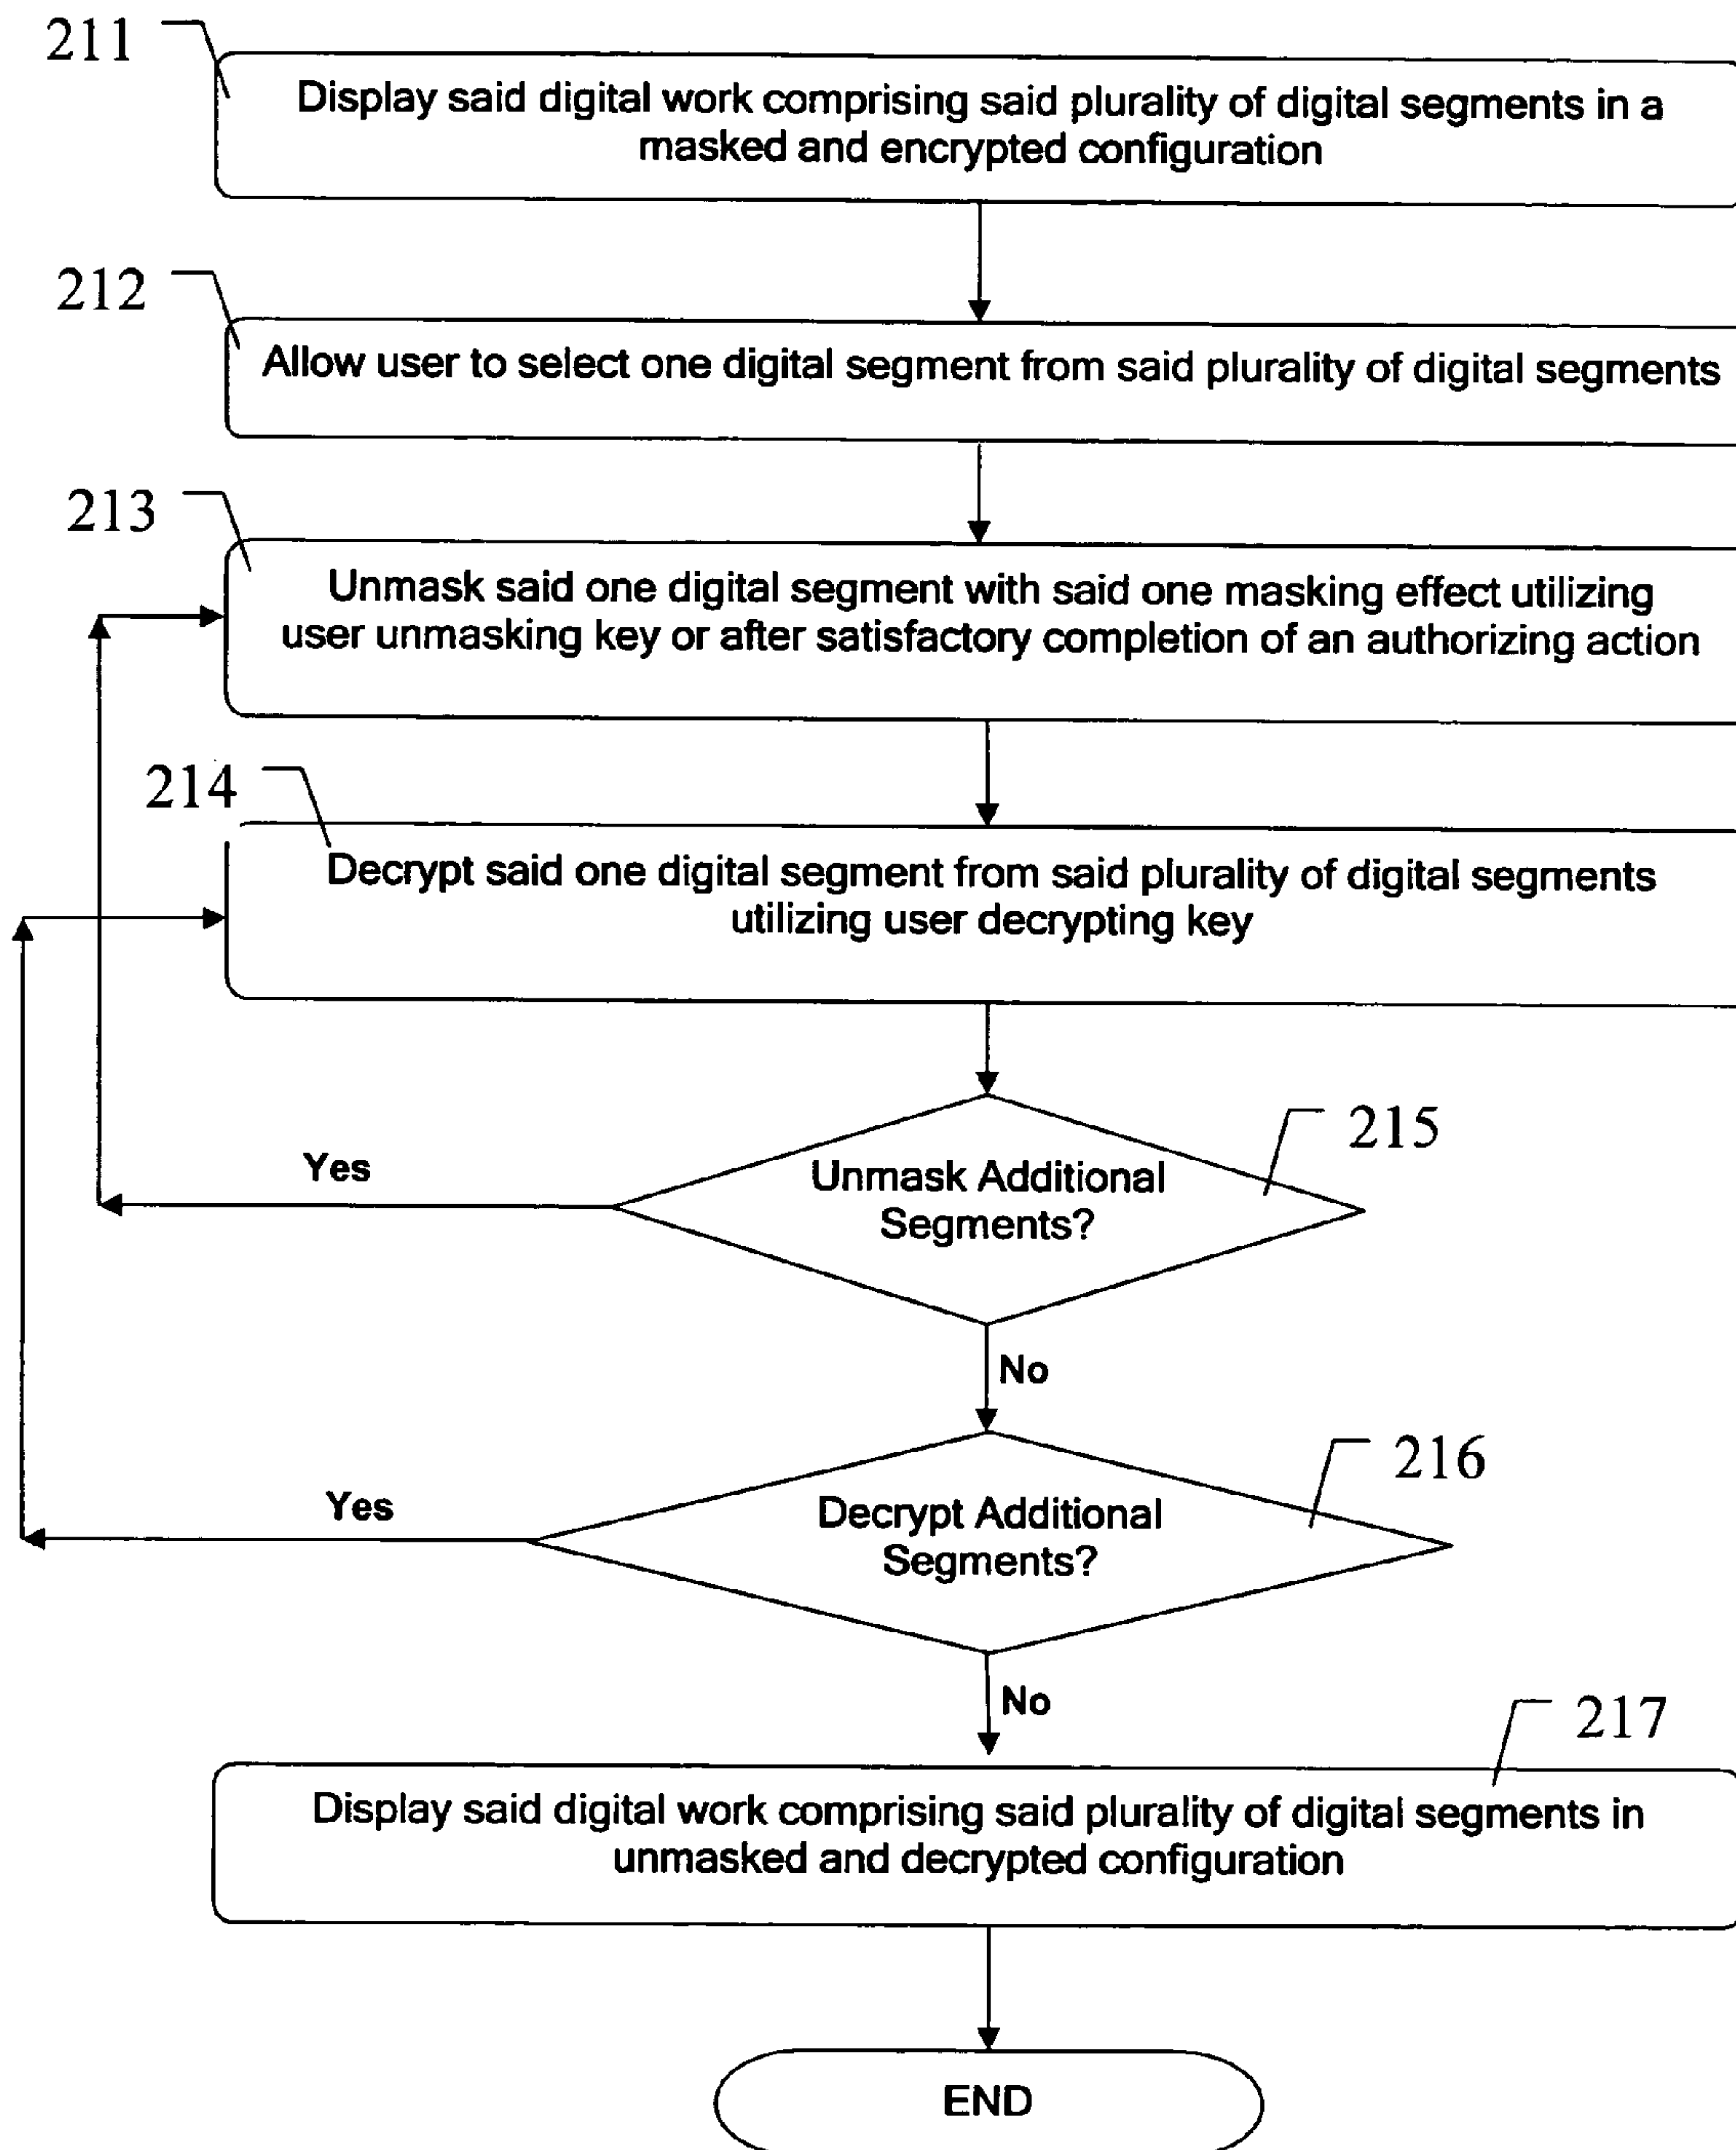 211
Display said digital work comprising said plurality of digital segments in a
masked and encrypted configuration
212
Allow user to select one digital segment from said plurality of digital segments
213
Unmask said one digital segment with said one masking effect utilizing
user unmasking key or after satisfactory completion of an authorizing action
214
Decrypt said one digital segment from said plurality of digital segments
utilizing user decrypting key
215
Unmask Additional
Segments?
Yes
No
216
Decrypt Additional
Segments?
Yes
No
217
Display said digital work comprising said plurality of digital segments in
unmasked and decrypted configuration
END